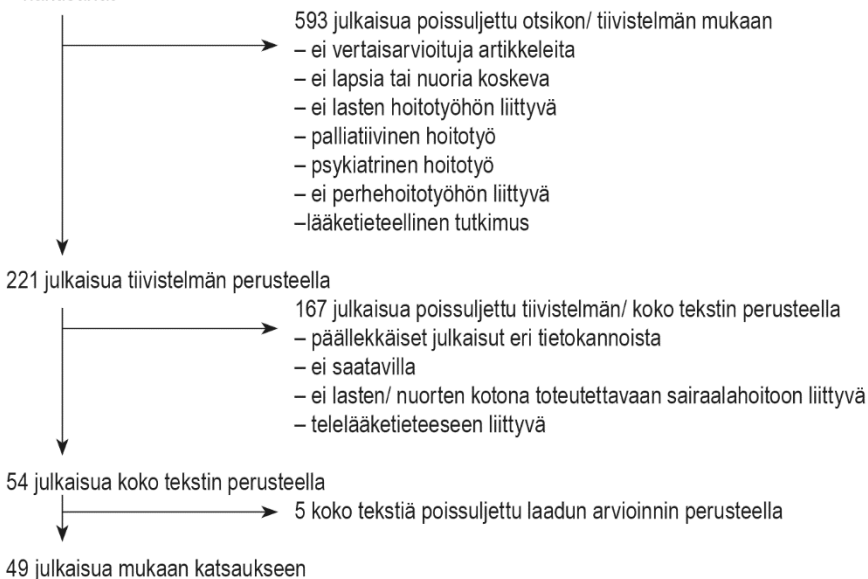 593 julkaisua poissuljettu otsikon/ tiivistelmän mukaan
– ei vertaisarvioituja artikkeleita
– ei lapsia tai nuoria koskeva
– ei lasten hoitotyöhön liittyvä
– palliatiivinen hoitotyö
– psykiatrinen hoitotyö
– ei perhehoitotyöhön liittyvä
–lääketieteellinen tutkimus
221 julkaisua tiivistelmän perusteella
167 julkaisua poissuljettu tiivistelmän/ koko tekstin perusteella
– päällekkäiset julkaisut eri tietokannoista
– ei saatavilla
– ei lasten/ nuorten kotona toteutettavaan sairaalahoitoon liittyvä
– telelääketieteeseen liittyvä
54 julkaisua koko tekstin perusteella
5 koko tekstiä poissuljettu laadun arvioinnin perusteella
49 julkaisua mukaan katsaukseen